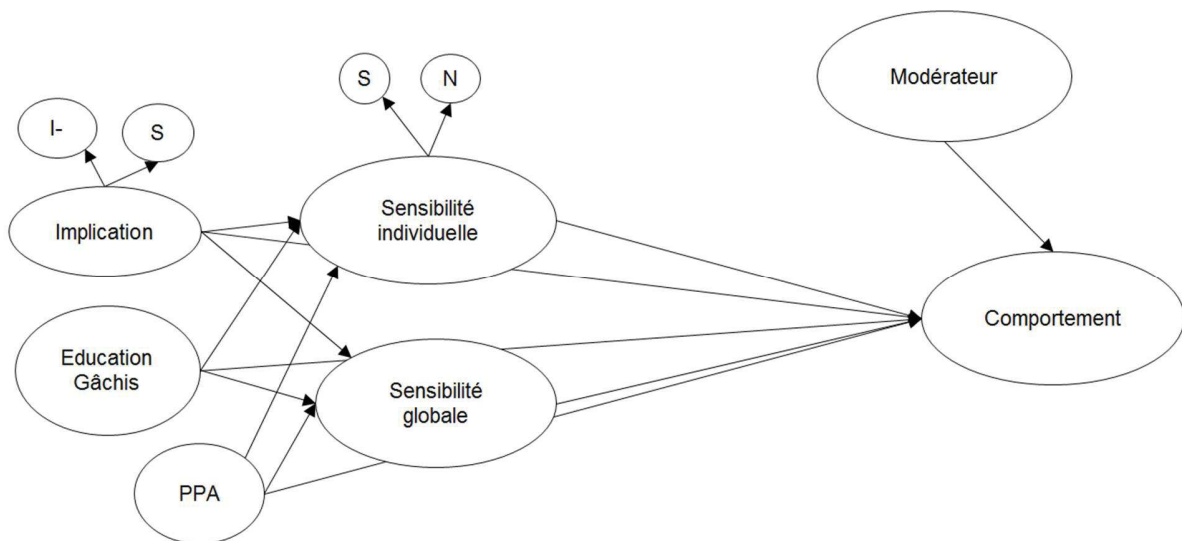 S
N
Modérateur
I-
S
Implication
Sensibilité
individuelle
Comportement
Education
Gâchis
Sensibilité
globale
PPA